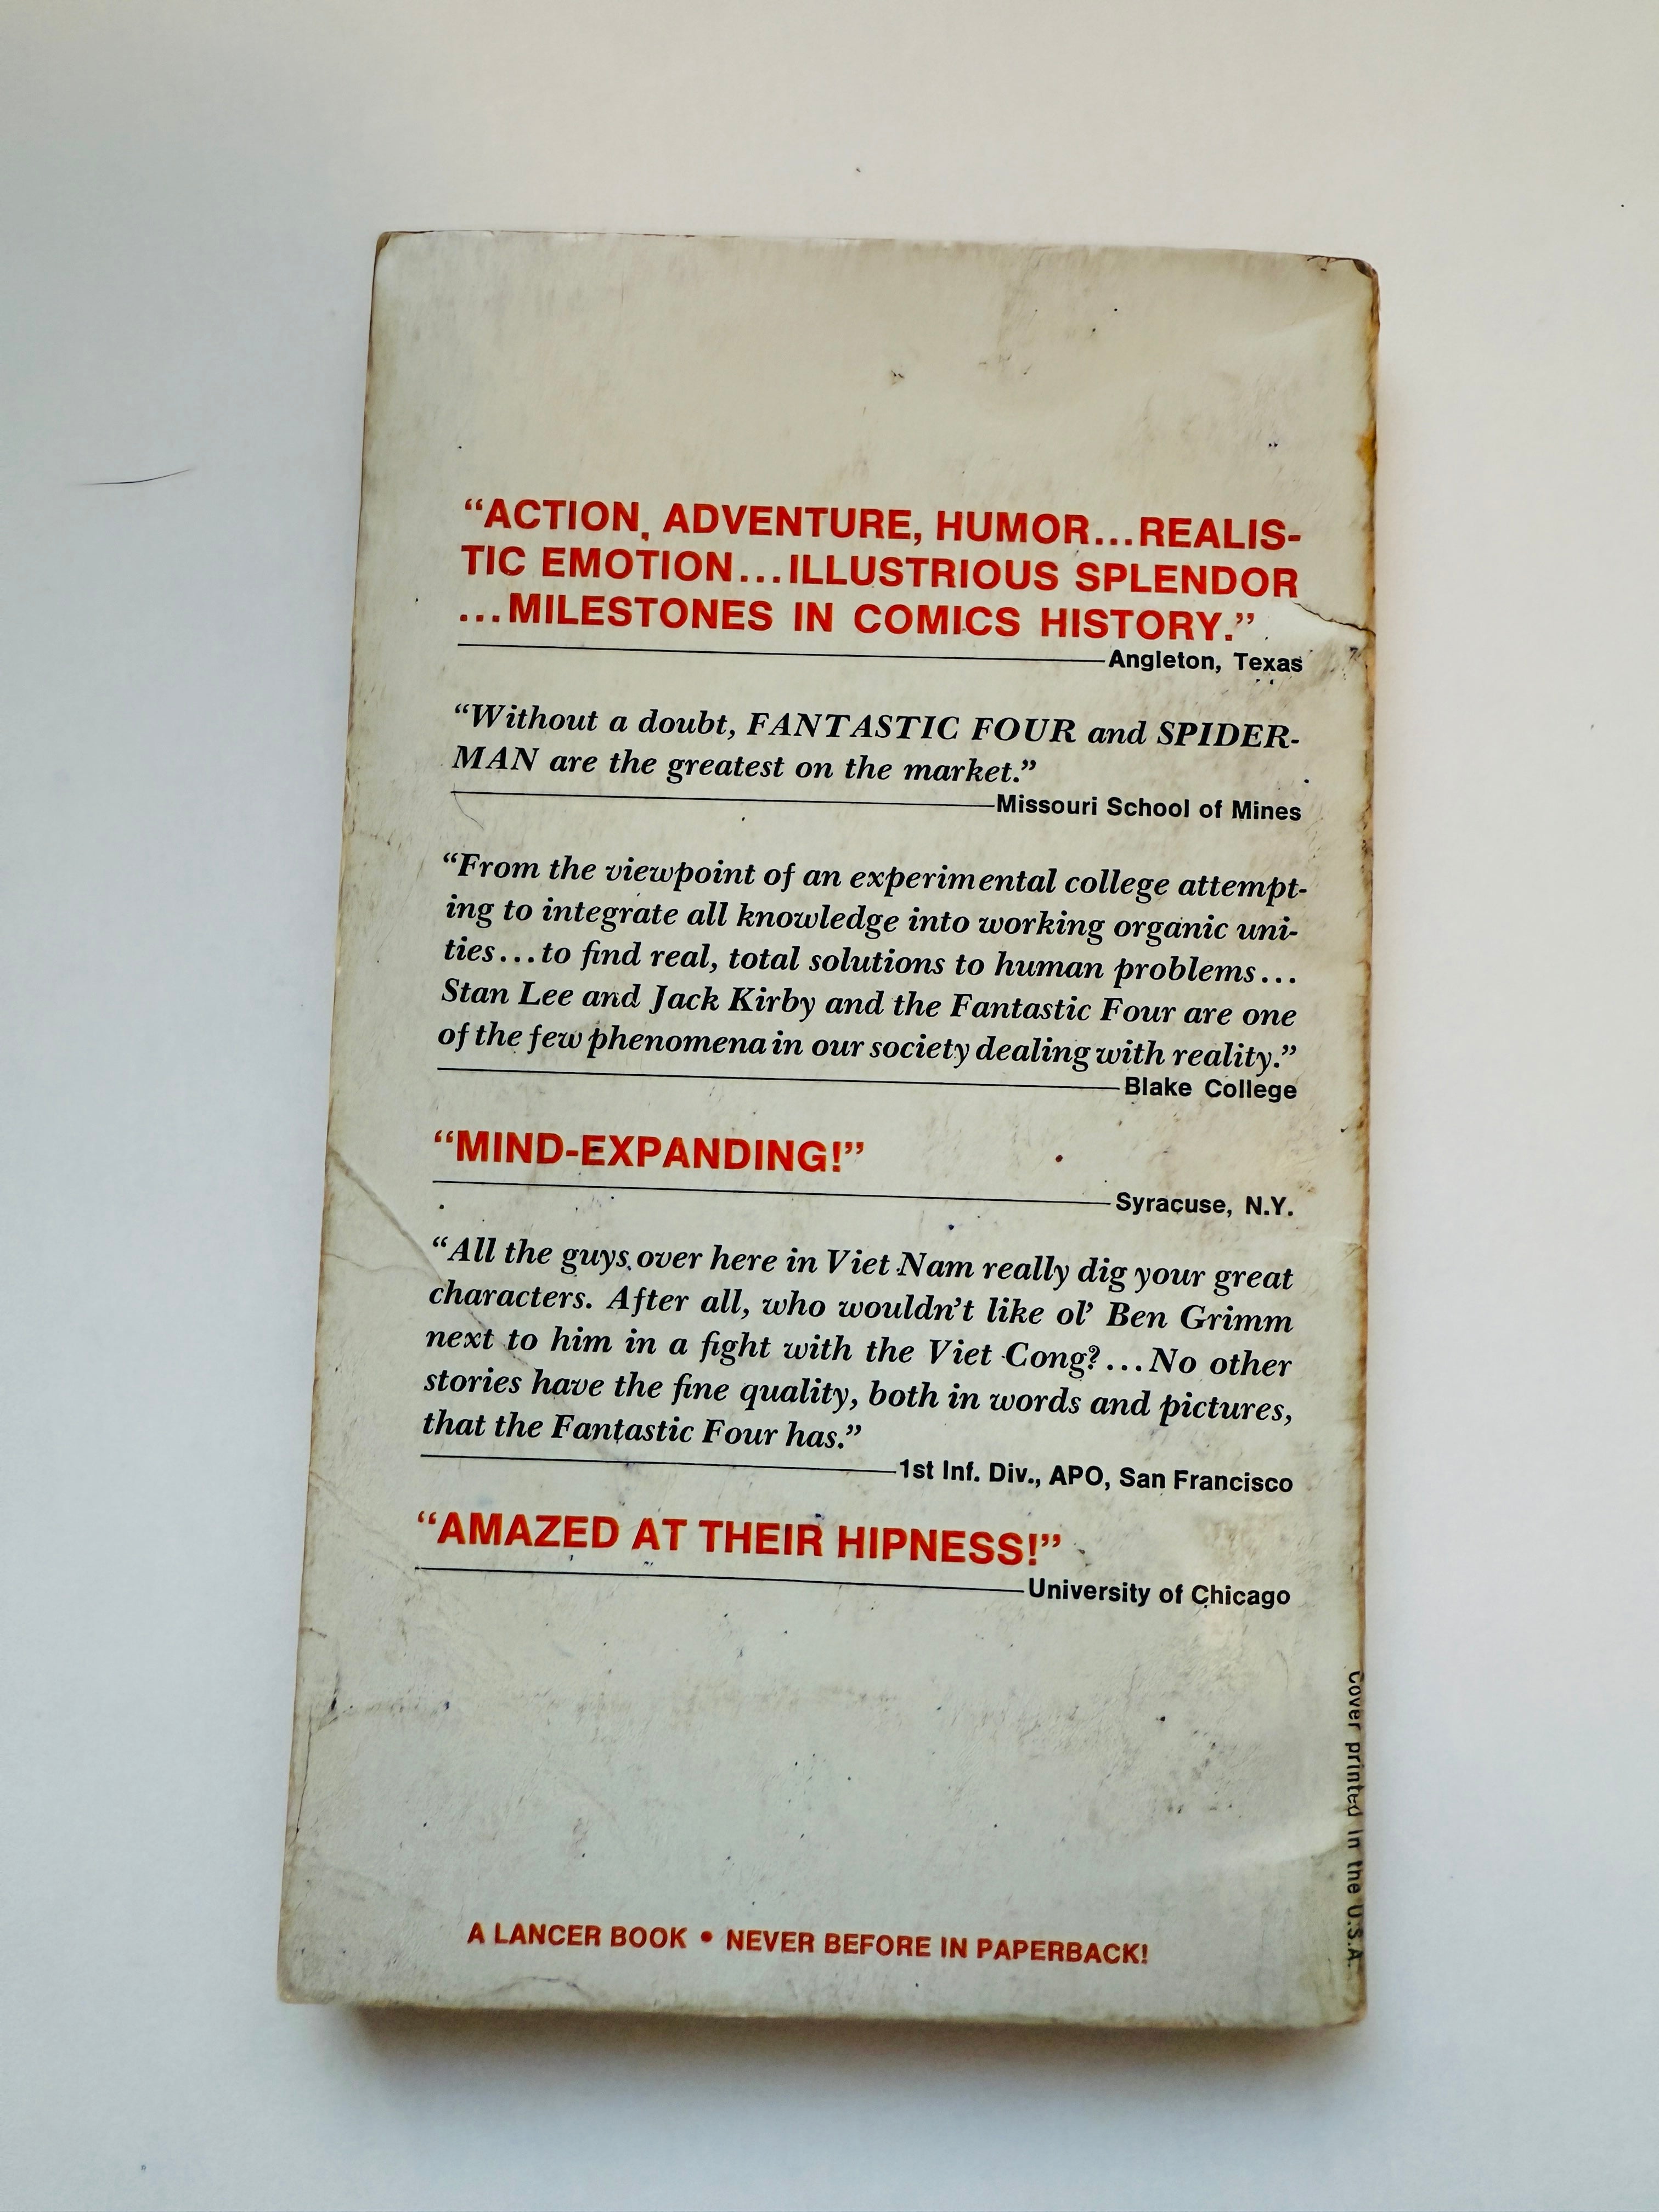 “ACTION, ADVENTURE, HUMOR...REALIS-
TIC EMOTION...ILLUSTRIOUS SPLENDOR
...MILESTONES IN COMICS HISTORY.”
Angleton, Texas
“Without a doubt, FANTASTIC FOUR and SPIDER-
MAN are the greatest on the market.”
Missouri School of Mines
“From the viewpoint of an experimental college attempt-
ing to integrate all knowledge into working organic uni-
ties...to find real, total solutions to human problems...
Stan Lee and Jack Kirby and the Fantastic Four are one
of the few phenomena in our society dealing with reality.”
Blake College
“MIND-EXPANDING!”
Syracuse, N.Y.
“All the guys over here in Viet Nam really dig your great
characters. After all, who wouldn’t like ol’ Ben Grimm
next to him in a fight with the Viet Cong?...No other
stories have the fine quality, both in words and pictures,
that the Fantastic Four has.”
1st Inf. Div., APO, San Francisco
“AMAZED AT THEIR HIPNESS!”
University of Chicago
A LANCER BOOK • NEVER BEFORE IN PAPERBACK!
Cover printed in the U.S.A.